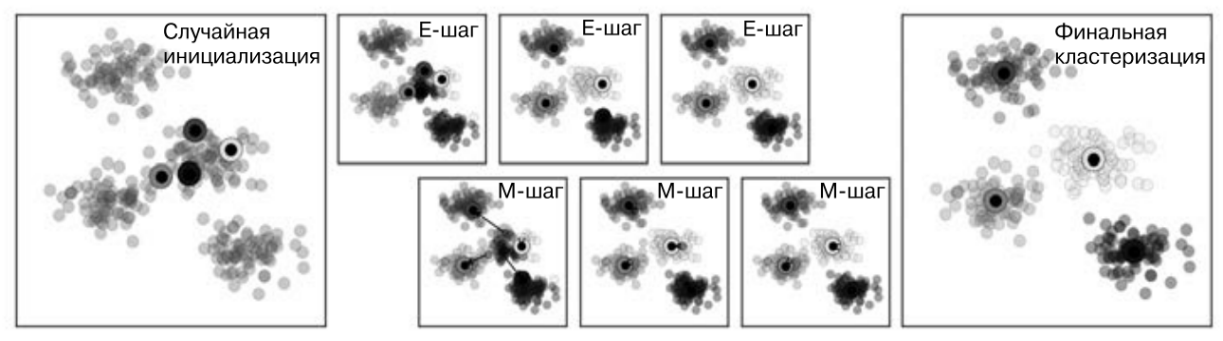 Случайная
инициализация
Е-шаг
Е-шаг
Е-шаг
М-шаг
М-шаг
М-шаг
Финальная
кластеризация